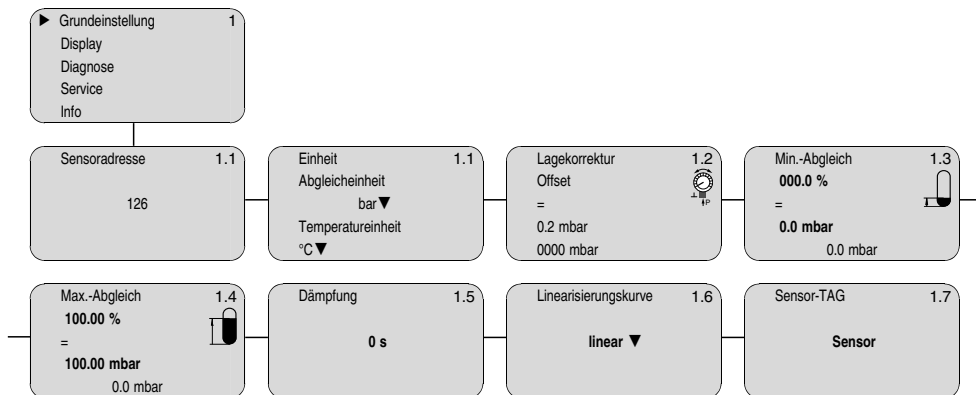 ▶ Grundeinstellung 1
Display
Diagnose
Service
Info
Sensoradresse 1.1
126
Einheit 1.1
Abgleicheinheit
bar▼
Temperatureinheit
°C▼
Lagekorrektur 1.2
Offset
=
0.2 mbar
0000 mbar
P
Min.-Abgleich 1.3
000.0 %
=
0.0 mbar
0.0 mbar
Max.-Abgleich 1.4
100.00 %
=
100.00 mbar
0.0 mbar
Dämpfung 1.5
0 s
Linearisierungskurve 1.6
linear ▼
Sensor-TAG 1.7
Sensor